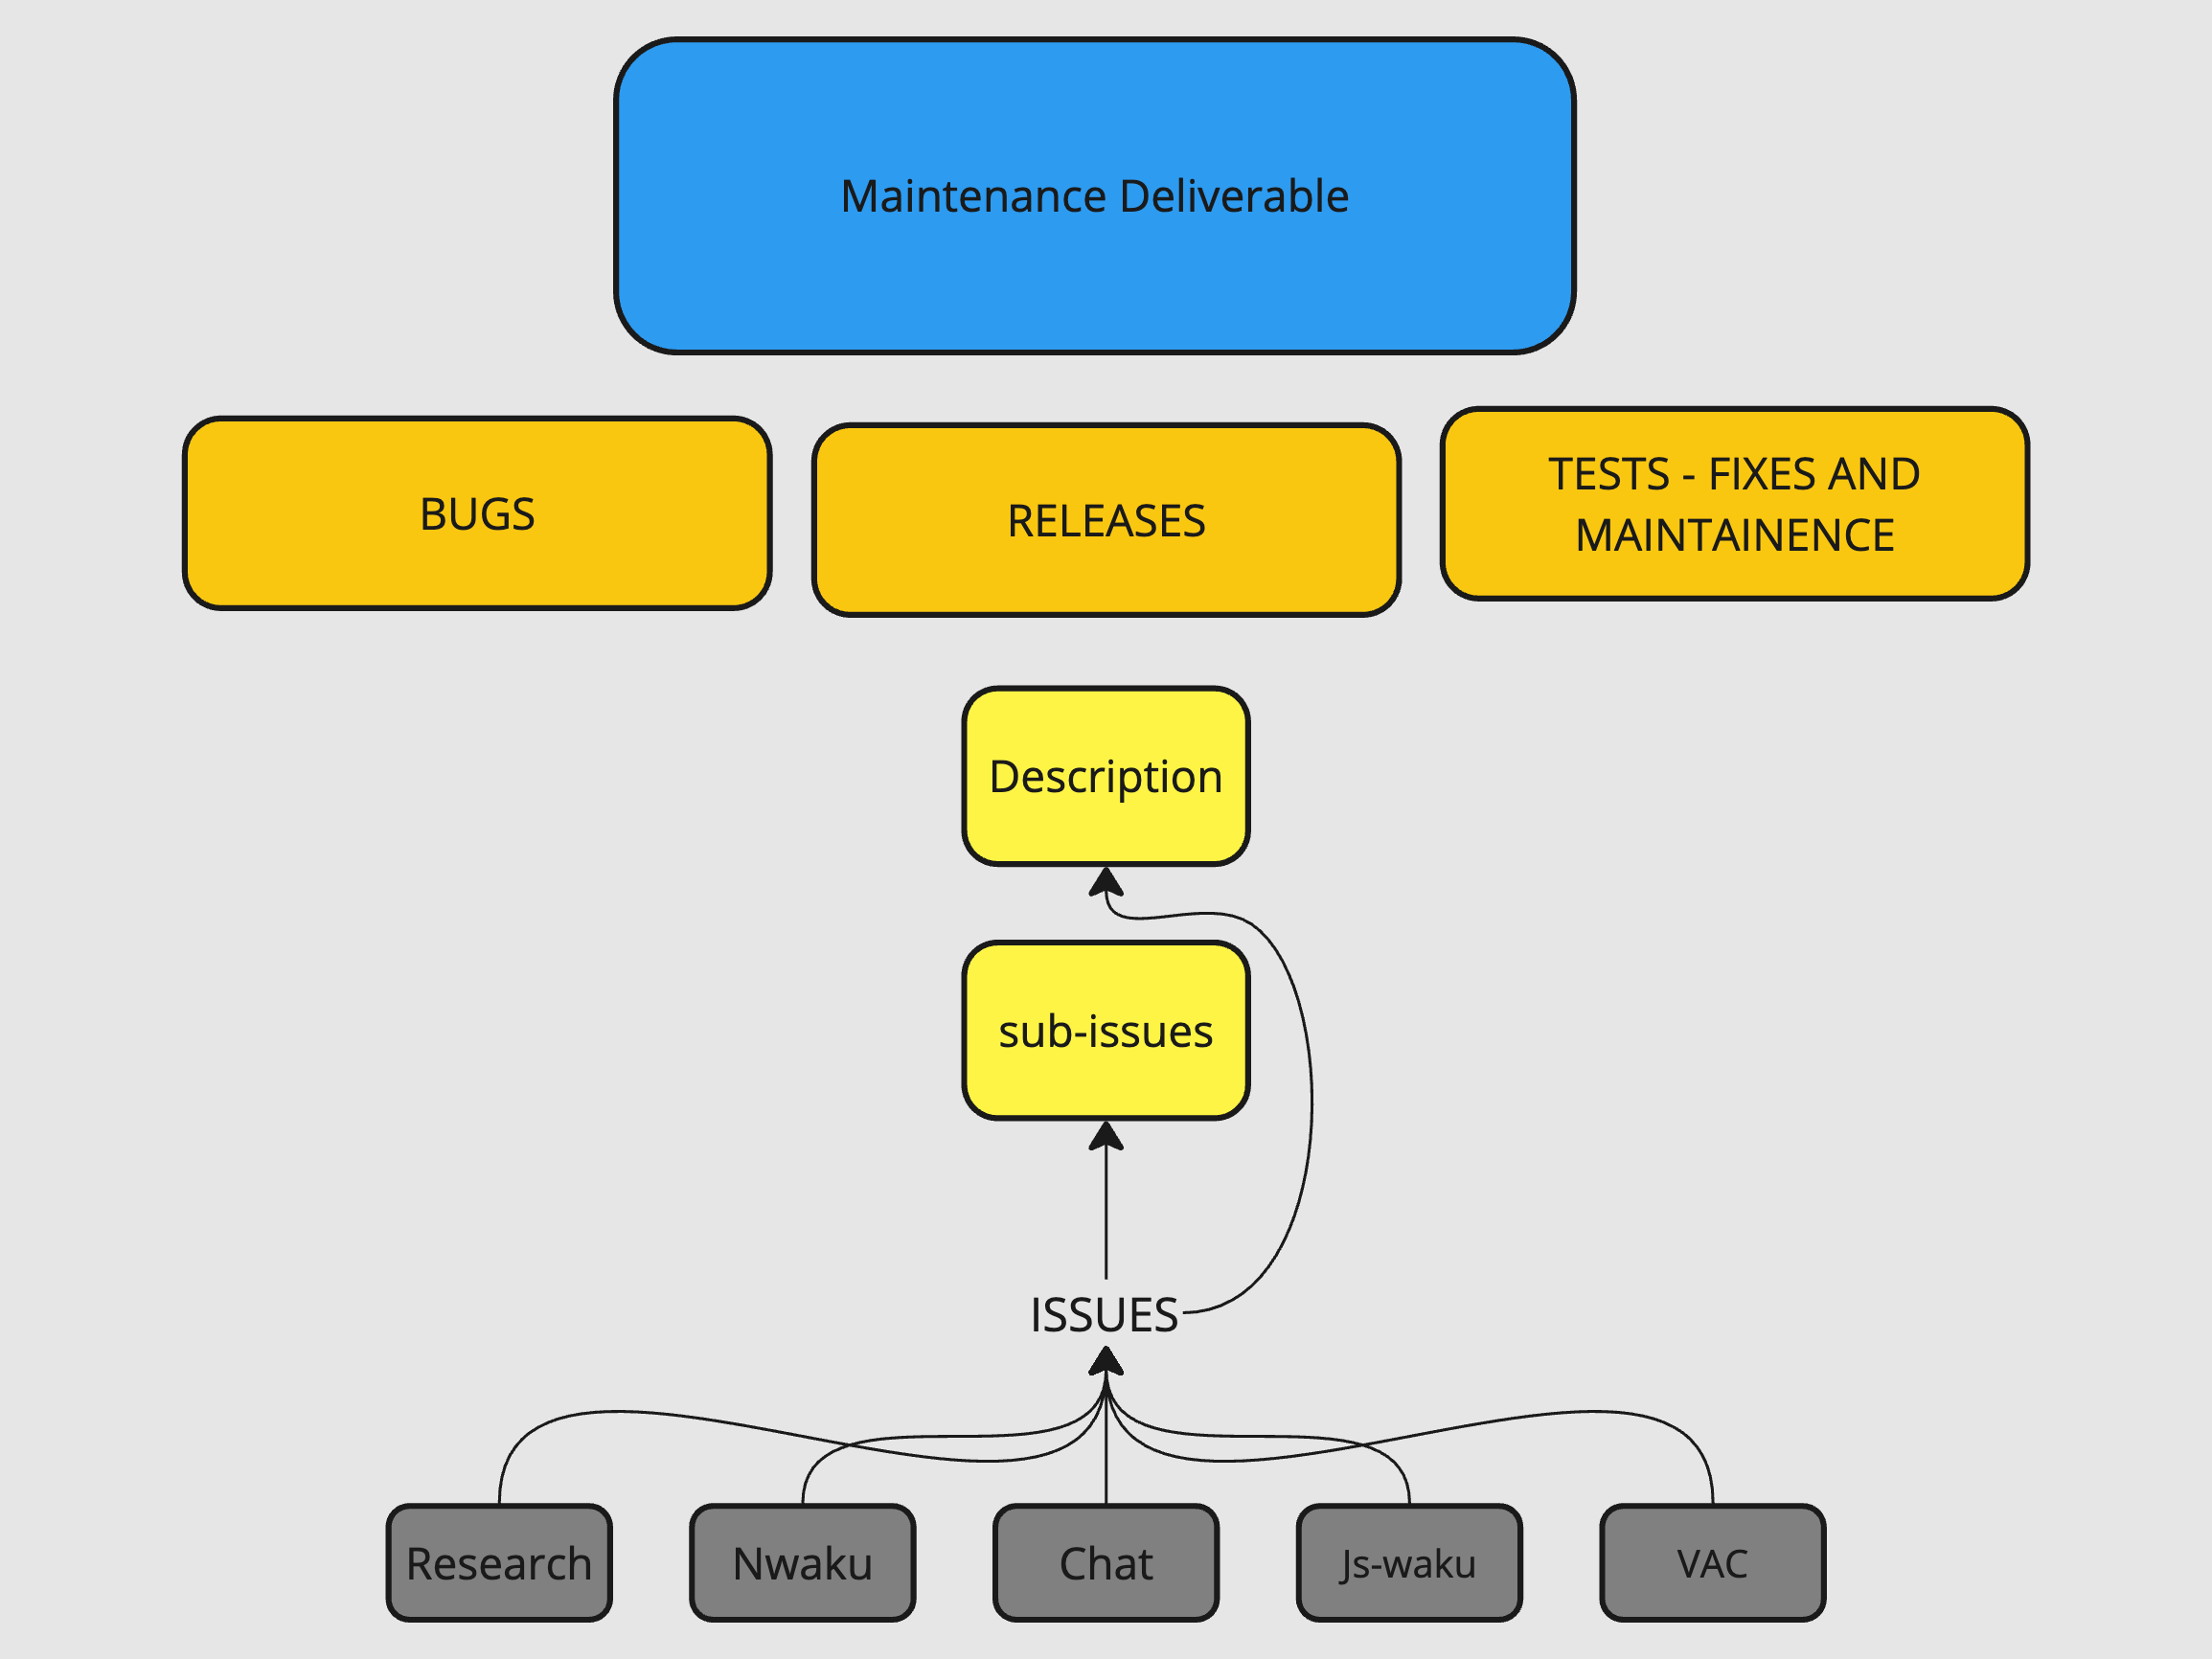 Maintenance Deliverable
BUGS
RELEASES
TESTS - FIXES AND
MAINTAINENCE
Description
sub-issues
ISSUES
Research
Nwaku
Chat
Js-waku
VAC